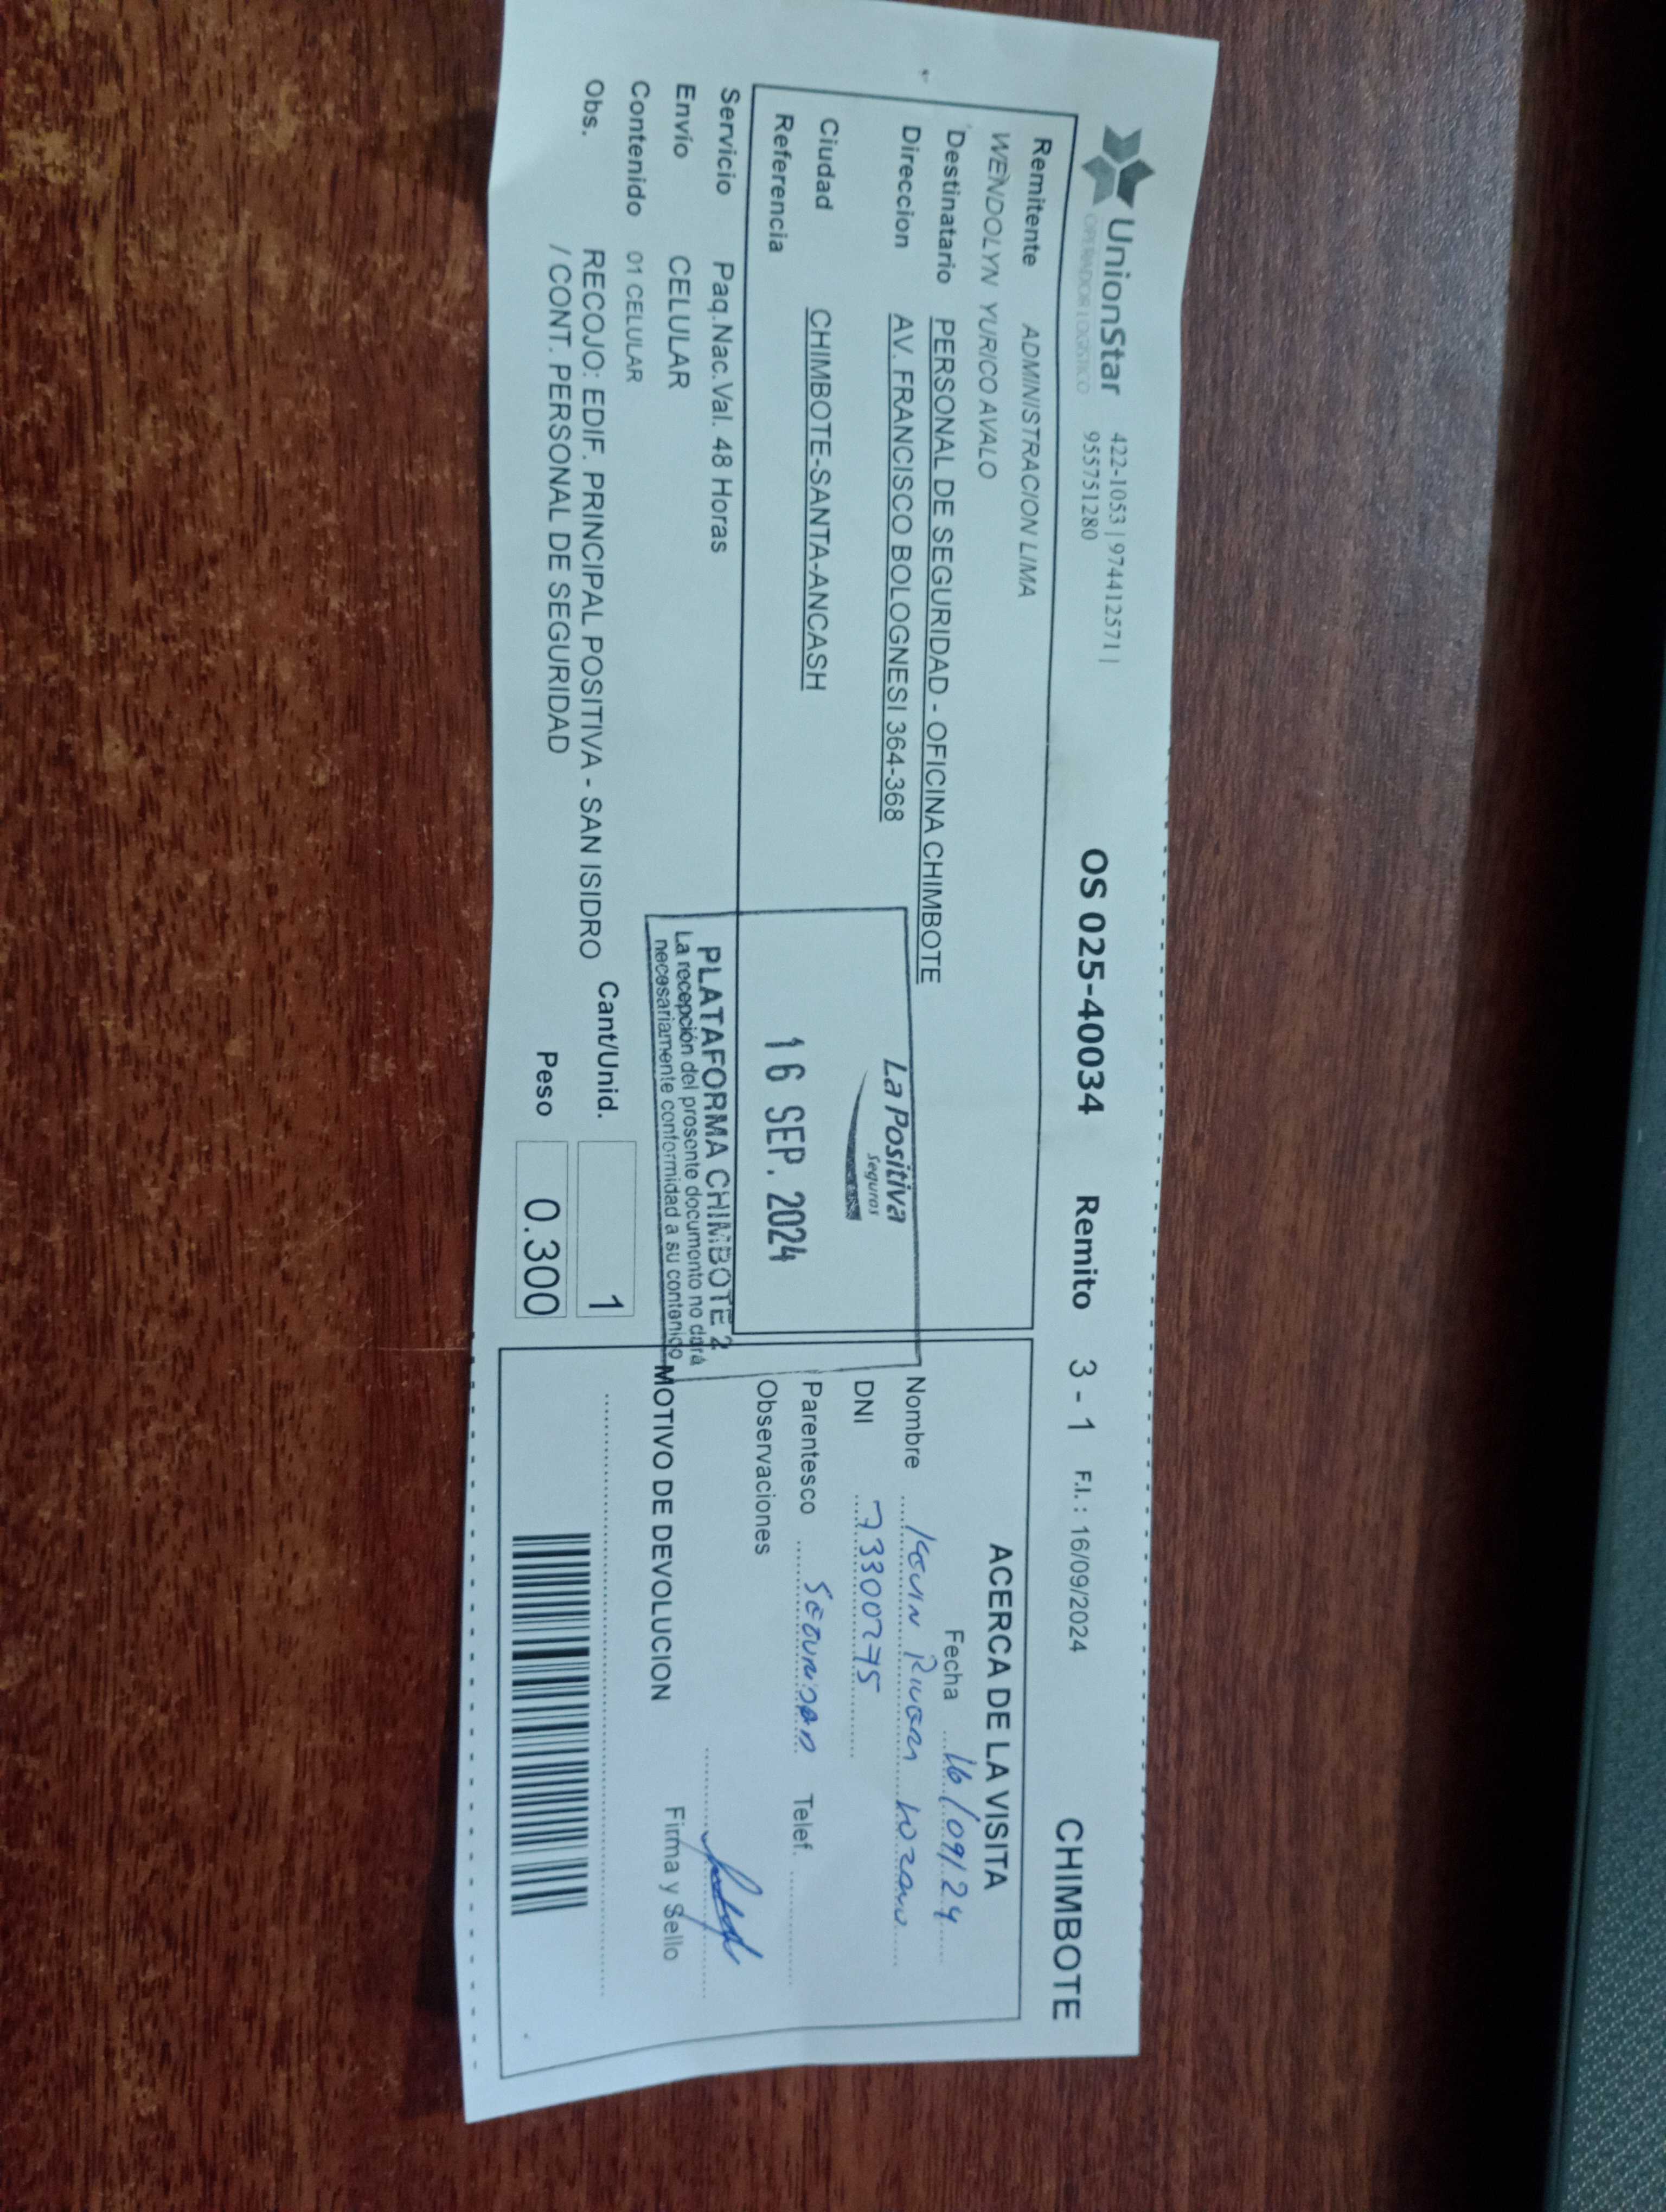 UnionStar
OPERADOR LOGISTICO
422-1053 | 974412571 |
955751280
OS 025-40034 Remito 3 - 1 F.I. : 16/09/2024 CHIMBOTE
Remitente ADMINISTRACION LIMA
WENDOLYN YURICO AVALO
Destinatario PERSONAL DE SEGURIDAD - OFICINA CHIMBOTE
Direccion AV. FRANCISCO BOLOGNESI 364-368
Ciudad CHIMBOTE-SANTA-ANCASH
Referencia
Servicio Paq.Nac.Val. 48 Horas
Envío CELULAR
Contenido 01 CELULAR
Obs. RECOJO: EDIF. PRINCIPAL POSITIVA - SAN ISIDRO
/ CONT. PERSONAL DE SEGURIDAD
Cant/Unid. 1
Peso 0.300
La Positiva
Seguros
16 SEP. 2024
PLATAFORMA CHIMBOTE 2
La recepción del presente documento no dará
necesariamente conformidad a su contenido
ACERCA DE LA VISITA
Fecha 16/09/24
Nombre Kevin Lozano
DNI 73300275
Parentesco Seguridad Telef.
Observaciones
MOTIVO DE DEVOLUCION
Firma y Sello